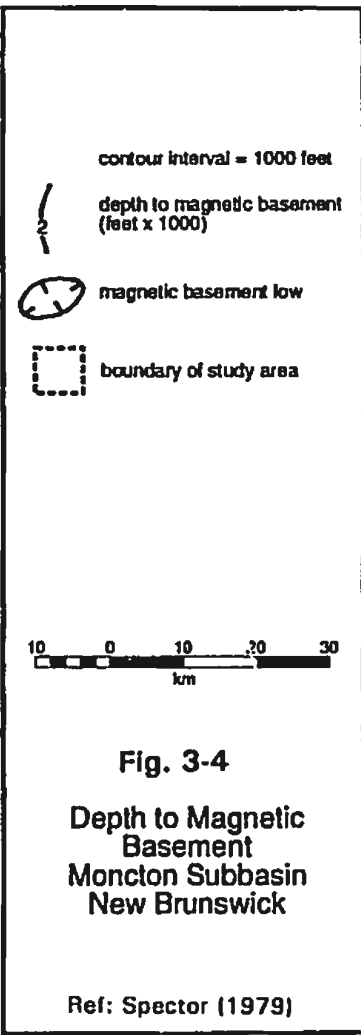 contour interval = 1000 feet
2
depth to magnetic basement
(feet x 1000)
magnetic basement low
boundary of study area
10 0 10 20 30
km
Fig. 3-4
Depth to Magnetic
Basement
Moncton Subbasin
New Brunswick
Ref: Spector (1979)